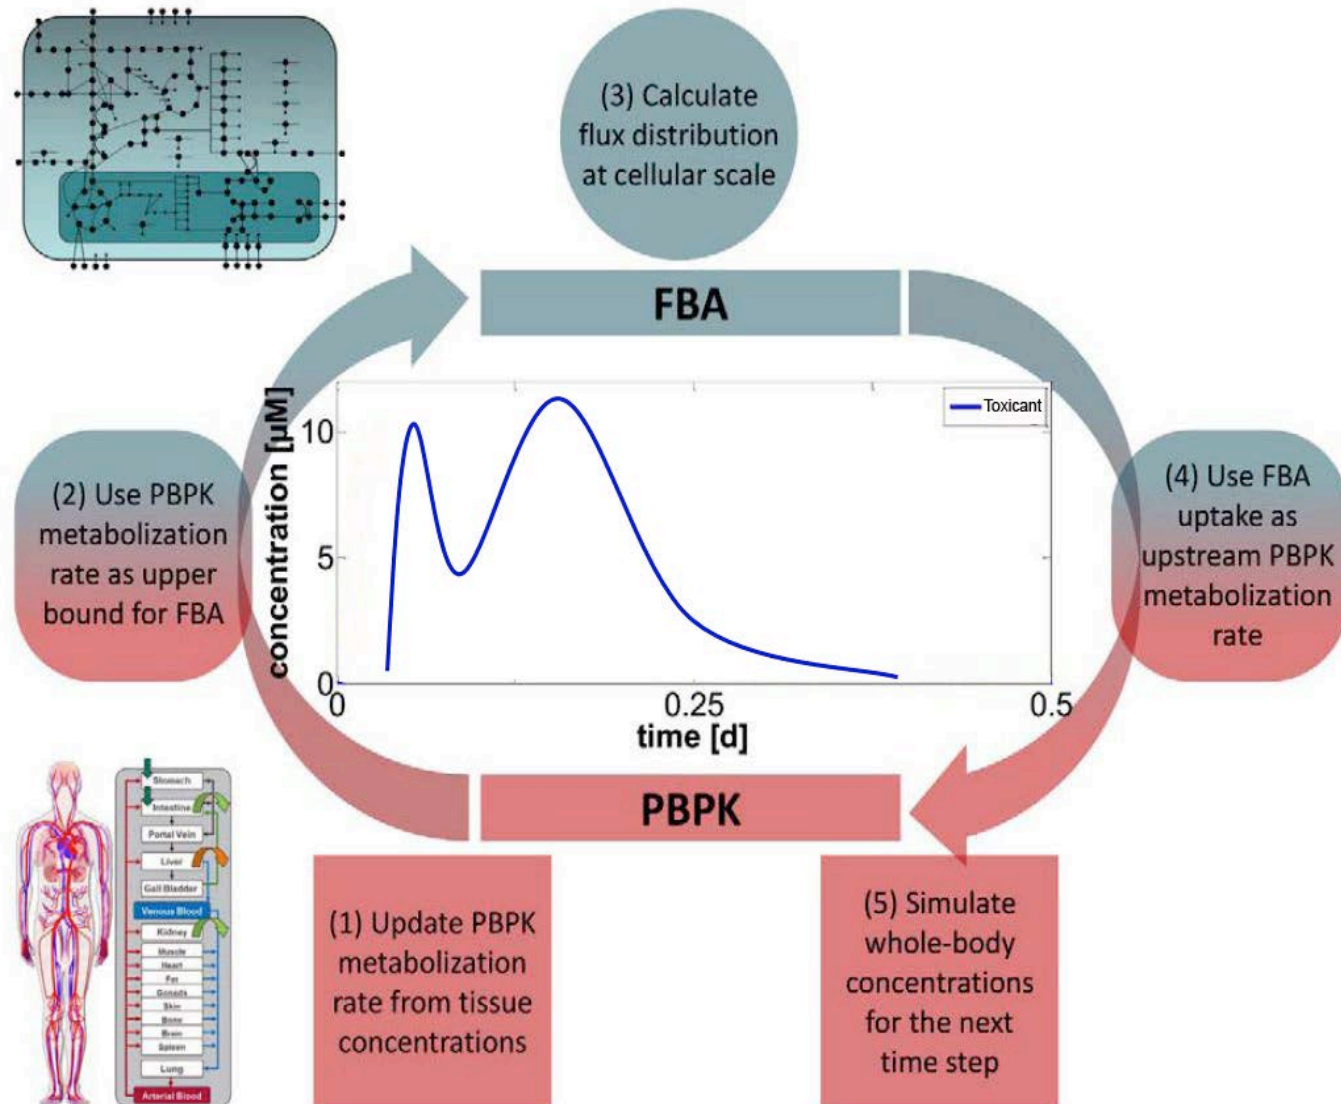 (3) Calculate
flux distribution
at cellular scale
FBA
(2) Use PBPK
metabolization
rate as upper
bound for FBA
concentration [µM]
10
5
0
0
0.25
0.5
time [d]
Toxicant
(4) Use FBA
uptake as
upstream PBPK
metabolization
rate
PBPK
(1) Update PBPK
metabolization
rate from tissue
concentrations
(5) Simulate
whole-body
concentrations
for the next
time step
Stomach
Intestine
Portal Vein
Liver
Gall Bladder
Venous Blood
Kidney
Muscle
Heart
Fat
Gonads
Skin
Bone
Brain
Spleen
Lung
Arterial Blood